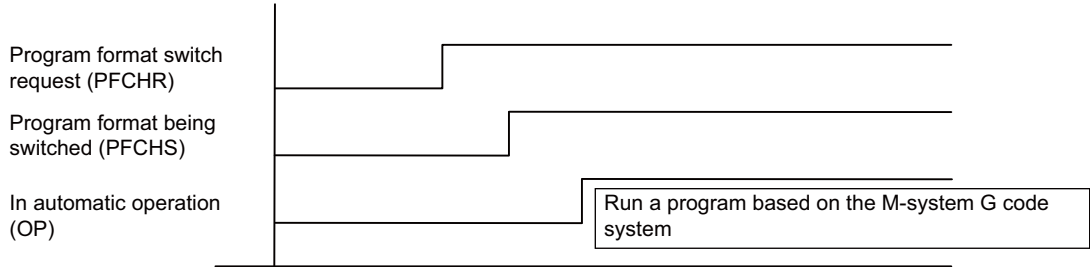 Program format switch
request (PFCHR)
Program format being
switched (PFCHS)
In automatic operation
(OP)
Run a program based on the M-system G code
system